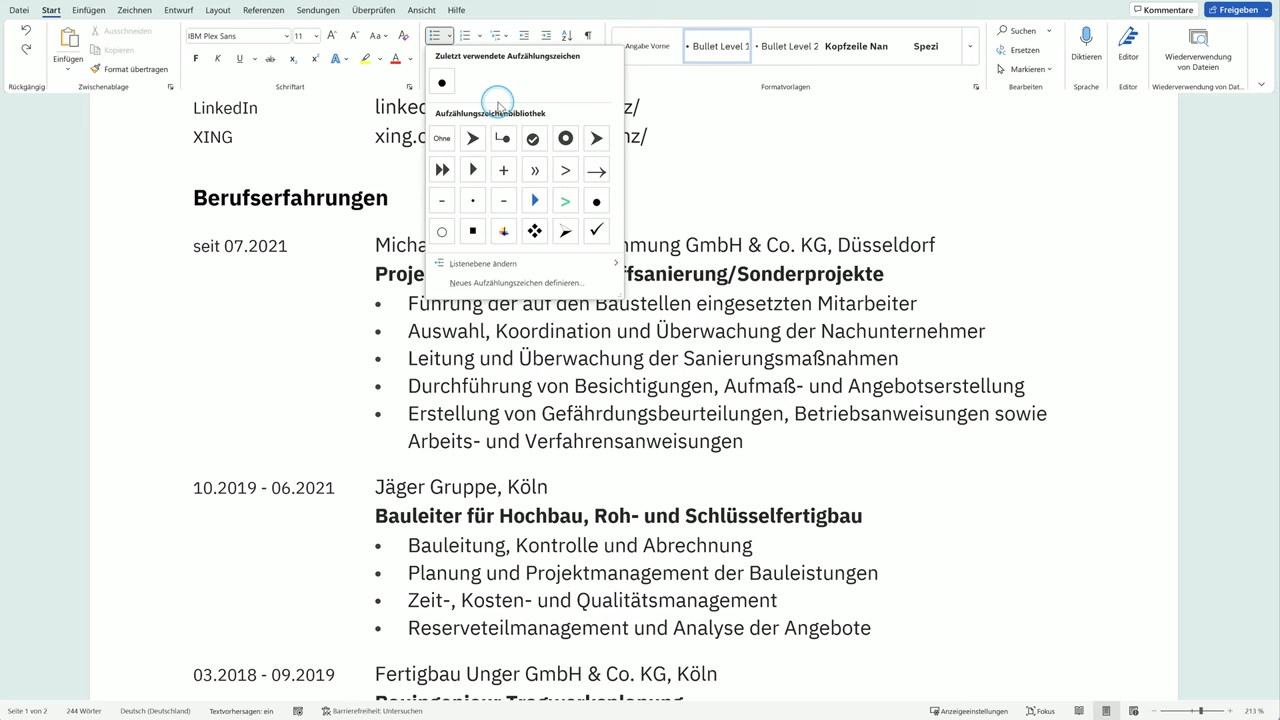 Datei Start Einfügen Zeichnen Entwurf Layout Referenzen Sendungen Überprüfen Ansicht Hilfe Kommentare Freigeben
Einfügen
Ausschneiden
Kopieren
Format übertragen
IBM Plex Sans 11
Aa
F K U
Angabe Vorne • Bullet Level 1 • Bullet Level 2 Kopfzeile Nan Spezi
Suchen
Ersetzen
Markieren
Diktieren
Editor
Wiederverwendung
von Dateien
Rückgängig Zwischenablage Schriftart Formatvorlagen Bearbeiten Sprache Editor Wiederverwendung von Dat...
Zuletzt verwendete Aufzählungszeichen
Aufzählungszeichenbibliothek
Ohne
Listenebene ändern
Neues Aufzählungszeichen definieren...
LinkedIn
XING
Berufserfahrungen
seit 07.2021 GmbH & Co. KG, Düsseldorf
• Führung der auf den Baustellen eingesetzten Mitarbeiter
• Auswahl, Koordination und Überwachung der Nachunternehmer
• Leitung und Überwachung der Sanierungsmaßnahmen
• Durchführung von Besichtigungen, Aufmaß- und Angebotserstellung
• Erstellung von Gefährdungsbeurteilungen, Betriebsanweisungen sowie
Arbeits- und Verfahrensanweisungen
10.2019 - 06.2021 Jäger Gruppe, Köln
Bauleiter für Hochbau, Roh- und Schlüsselfertigbau
• Bauleitung, Kontrolle und Abrechnung
• Planung und Projektmanagement der Bauleistungen
• Zeit-, Kosten- und Qualitätsmanagement
• Reserveteilmanagement und Analyse der Angebote
03.2018 - 09.2019 Fertigbau Unger GmbH & Co. KG, Köln
Bauingenieur Tragwerksplanung
Seite 1 von 2 244 Wörter Deutsch (Deutschland) Textvorhersagen: ein Barrierefreiheit: Untersuchen Anzeigeeinstellungen Fokus 213 %